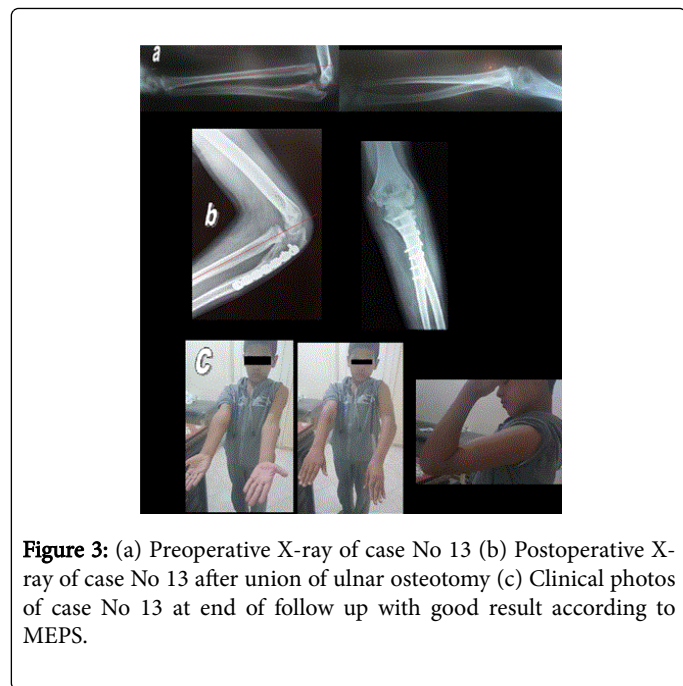 a
b
C
Figure 3: (a) Preoperative X-ray of case No 13 (b) Postoperative X-
ray of case No 13 after union of ulnar osteotomy (c) Clinical photos
of case No 13 at end of follow up with good result according to
MEPS.